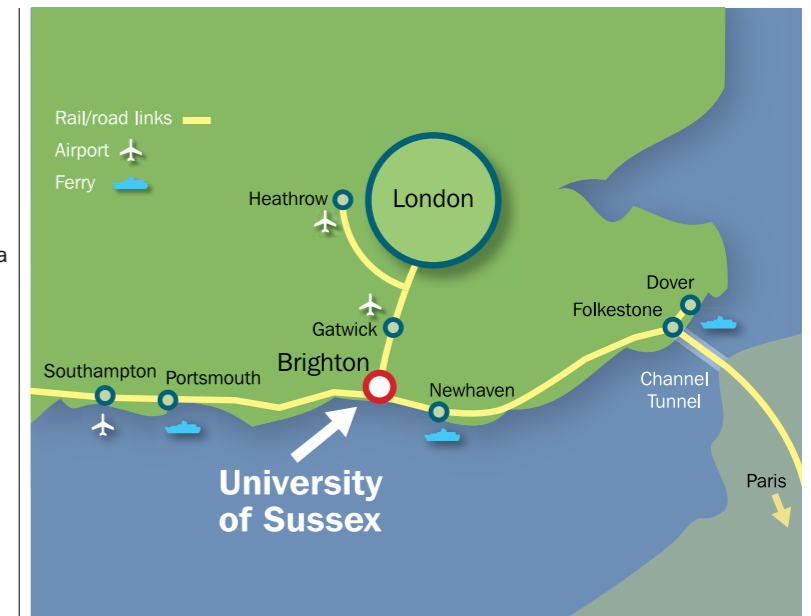 Rail/road links
Airport
Ferry
a
Heathrow
London
Dover
Folkestone
Gatwick
Brighton
Southampton
Portsmouth
Newhaven
Channel
Tunnel
University
of Sussex
Paris